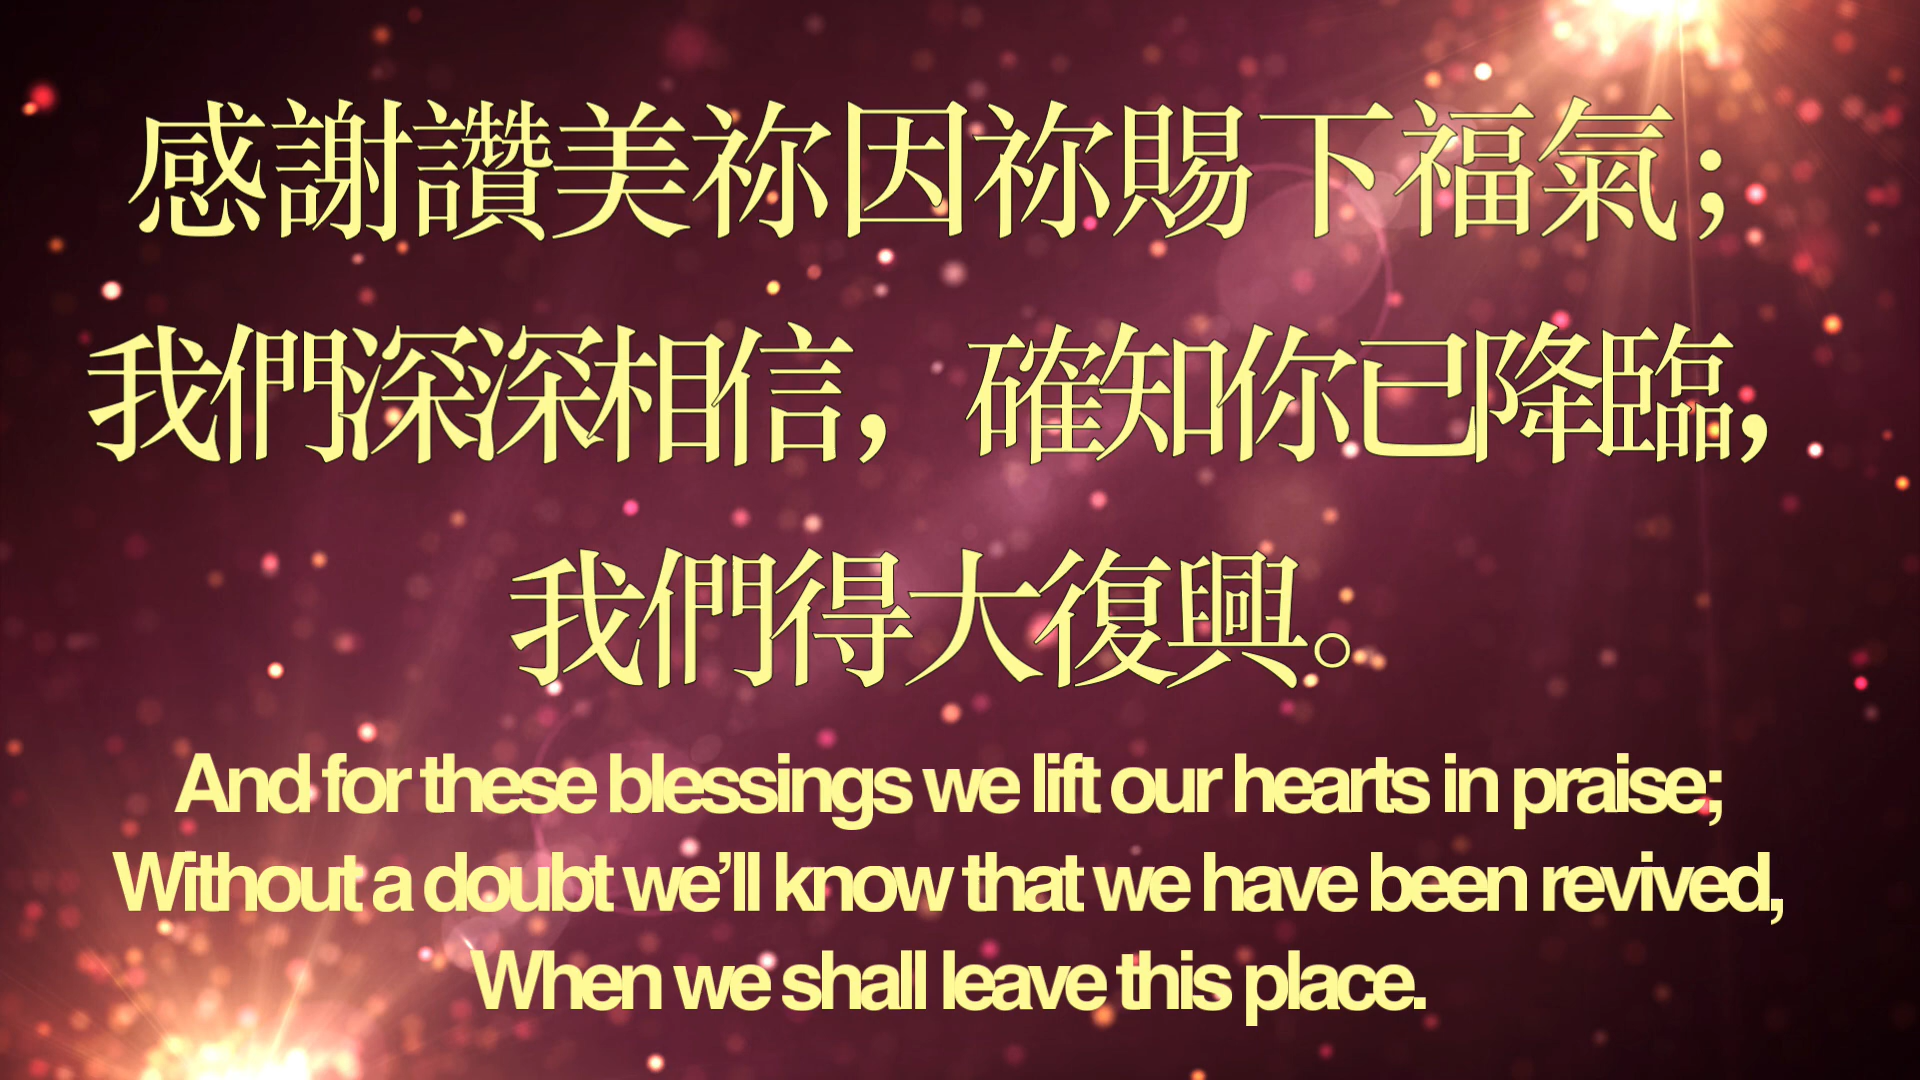 感謝讚美祢因祢賜下福氣；
我們深深相信，確知你已降臨，
我們得大復興。
And for these blessings we lift our hearts in praise;
Without a doubt we’ll know that we have been revived,
When we shall leave this place.